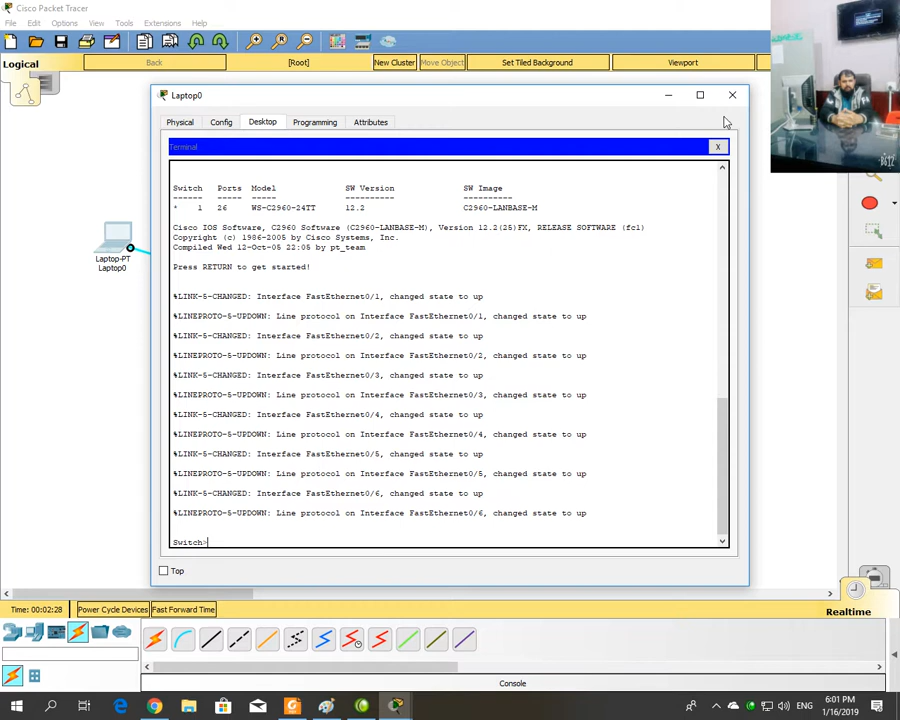 Cisco Packet Tracer
File Edit View Tools Extensions Help
Options
Logical Back [Root] New Cluster Move Object Set Tiled Background Viewport
Laptop0
Physical Config Desktop Programming Attributes
Terminal X
Switch Ports Model SW Version SW Image
------ ----- ----- ---------- ----------
* 1 26 WS-C2960-24TT 12.2 C2960-LANBASE-M
Cisco IOS Software, C2960 Software (C2960-LANBASE-M), Version 12.2(25)FX, RELEASE SOFTWARE (fc1)
Copyright (c) 1986-2005 by Cisco Systems, Inc.
Compiled Wed 12-Oct-05 22:05 by pt_team
Press RETURN to get started!
%LINK-5-CHANGED: Interface FastEthernet0/1, changed state to up
%LINEPROTO-5-UPDOWN: Line protocol on Interface FastEthernet0/1, changed state to up
%LINK-5-CHANGED: Interface FastEthernet0/2, changed state to up
%LINEPROTO-5-UPDOWN: Line protocol on Interface FastEthernet0/2, changed state to up
%LINK-5-CHANGED: Interface FastEthernet0/3, changed state to up
%LINEPROTO-5-UPDOWN: Line protocol on Interface FastEthernet0/3, changed state to up
%LINK-5-CHANGED: Interface FastEthernet0/4, changed state to up
%LINEPROTO-5-UPDOWN: Line protocol on Interface FastEthernet0/4, changed state to up
%LINK-5-CHANGED: Interface FastEthernet0/5, changed state to up
%LINEPROTO-5-UPDOWN: Line protocol on Interface FastEthernet0/5, changed state to up
%LINK-5-CHANGED: Interface FastEthernet0/6, changed state to up
%LINEPROTO-5-UPDOWN: Line protocol on Interface FastEthernet0/6, changed state to up
Switch>
Laptop-PT
Laptop0
Top
Time: 00:02:28 Power Cycle Devices Fast Forward Time Realtime
Console
ENG 6:01 PM
1/16/2019